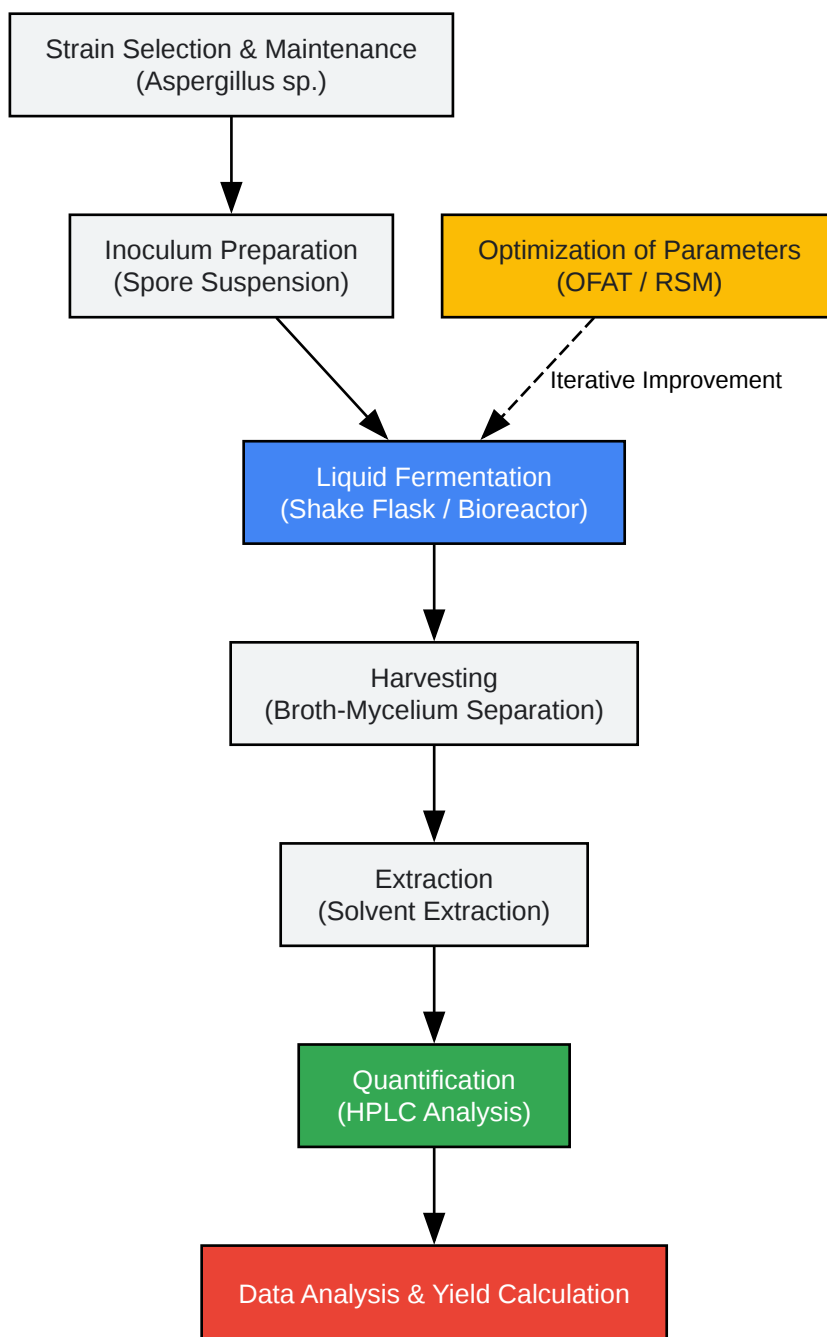 Strain Selection & Maintenance
(Aspergillus sp.)
Inoculum Preparation
(Spore Suspension)
Optimization of Parameters
(OFAT / RSM)
Iterative Improvement
Liquid Fermentation
(Shake Flask / Bioreactor)
Harvesting
(Broth-Mycelium Separation)
Extraction
(Solvent Extraction)
Quantification
(HPLC Analysis)
Data Analysis & Yield Calculation